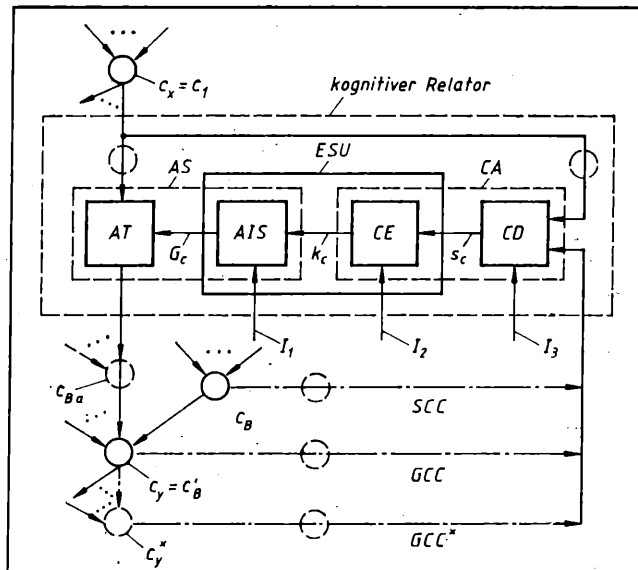 c_x = c_1
kognitiver Relator
ESU
AS
CA
AT
AIS
CE
CD
G_c
k_c
s_c
I_1
I_2
I_3
c_Ba
c_B
SCC
c_y = c'_B
GCC
c_y^x
GCC^x